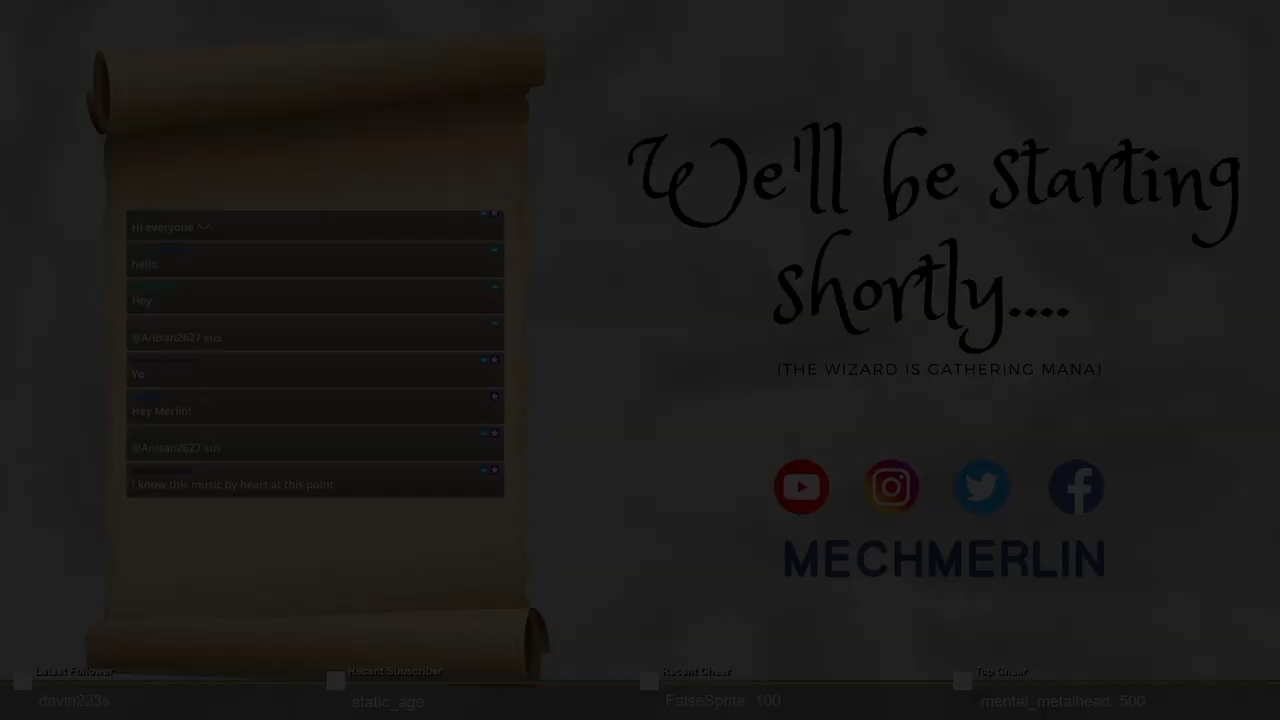 Hi everyone ^-^
hello
Hey
@Anisan2627 sus
Yo
Hey Merlin!
@Anisan2627 sus
I know this music by heart at this point
We'll be starting
shortly....
(THE WIZARD IS GATHERING MANA)
MECHMERLIN
Latest Follower
davin223s
Recent Subscriber
static_age
Recent Cheer
FalseSprite: 100
Top Cheer
mental_metalhead: 500